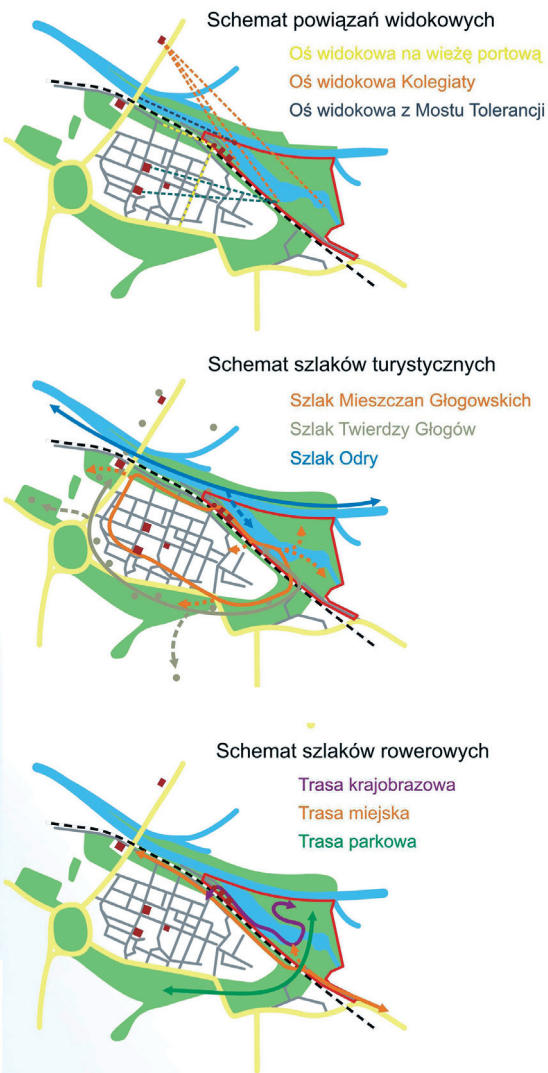 Schemat powiązań widokowych
Oś widokowa na wieżę portową
Oś widokowa Kolegiaty
Oś widokowa z Mostu Tolerancji
Schemat szlaków turystycznych
Szlak Mieszczan Głogowskich
Szlak Twierdzy Głogów
Szlak Odry
Schemat szlaków rowerowych
Trasa krajobrazowa
Trasa miejska
Trasa parkowa